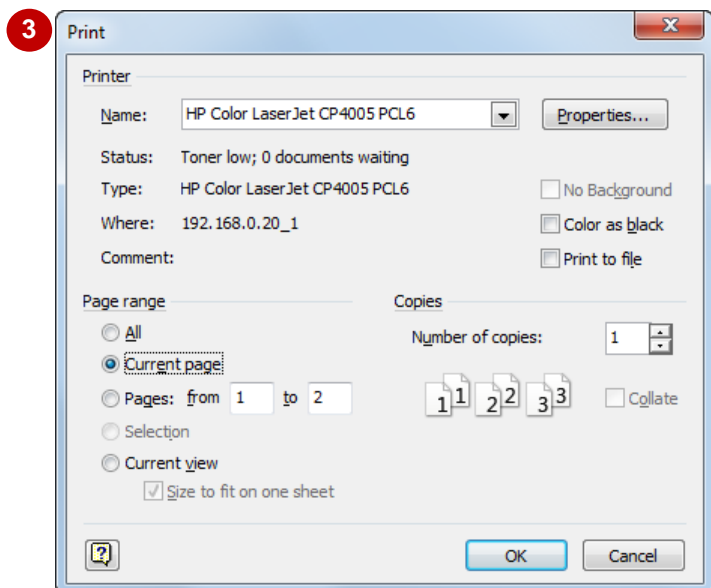 3
Print
Printer
Name: HP Color LaserJet CP4005 PCL6 Properties...
Status: Toner low; 0 documents waiting
Type: HP Color LaserJet CP4005 PCL6 No Background
Where: 192.168.0.20_1 Color as black
Comment: Print to file
Page range Copies
All
Number of copies: 1
Current page
Pages: from 1 to 2
1 1 2 2 3 3 Collate
Selection
Current view
Size to fit on one sheet
? OK Cancel